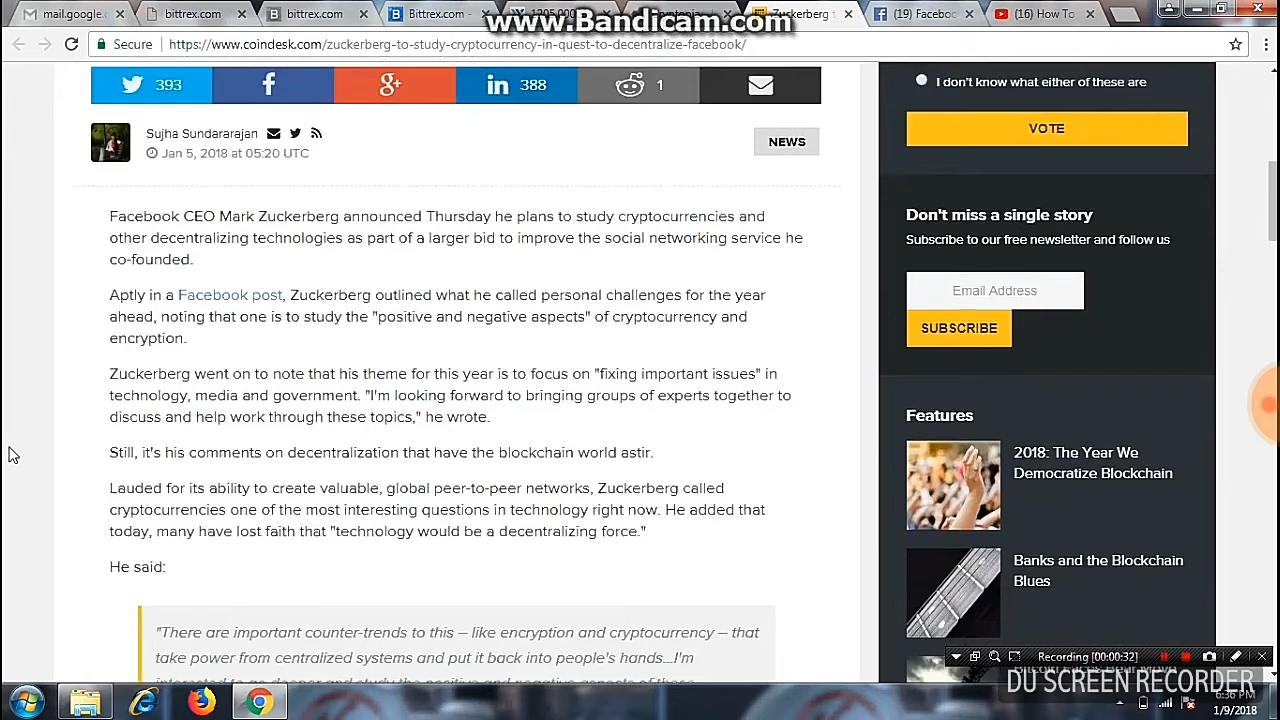 mail.google.c
bittrex.com
bittrex.com
Bittrex.com
1205.000
Zuckerberg t
(19) Faceboo
(16) How To
www.Bandicam.com
Secure
https://www.coindesk.com/zuckerberg-to-study-cryptocurrency-in-quest-to-decentralize-facebook/
393
388
1
Sujha Sundararajan
Jan 5, 2018 at 05:20 UTC
NEWS
Facebook CEO Mark Zuckerberg announced Thursday he plans to study cryptocurrencies and
other decentralizing technologies as part of a larger bid to improve the social networking service he
co-founded.
Aptly in a Facebook post, Zuckerberg outlined what he called personal challenges for the year
ahead, noting that one is to study the "positive and negative aspects" of cryptocurrency and
encryption.
Zuckerberg went on to note that his theme for this year is to focus on "fixing important issues" in
technology, media and government. "I'm looking forward to bringing groups of experts together to
discuss and help work through these topics," he wrote.
Still, it's his comments on decentralization that have the blockchain world astir.
Lauded for its ability to create valuable, global peer-to-peer networks, Zuckerberg called
cryptocurrencies one of the most interesting questions in technology right now. He added that
today, many have lost faith that "technology would be a decentralizing force."
He said:
"There are important counter-trends to this – like encryption and cryptocurrency – that
take power from centralized systems and put it back into people's hands...I'm
I don't know what either of these are
VOTE
Don't miss a single story
Subscribe to our free newsletter and follow us
Email Address
SUBSCRIBE
Features
2018: The Year We
Democratize Blockchain
Banks and the Blockchain
Blues
Recording [00:00:32]
DU SCREEN RECORDER
6:36 PM
1/9/2018